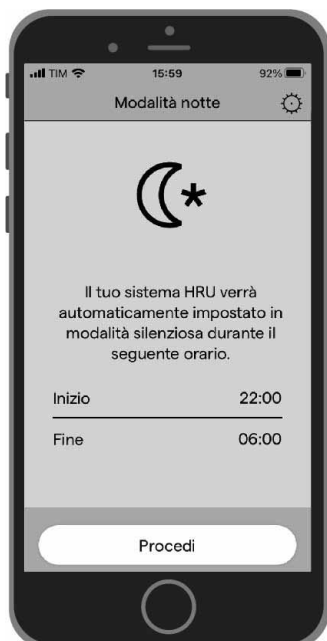 TIM 15:59 92%
Modalità notte
Il tuo sistema HRU verrà
automaticamente impostato in
modalità silenziosa durante il
seguente orario.
Inizio 22:00
Fine 06:00
Procedi